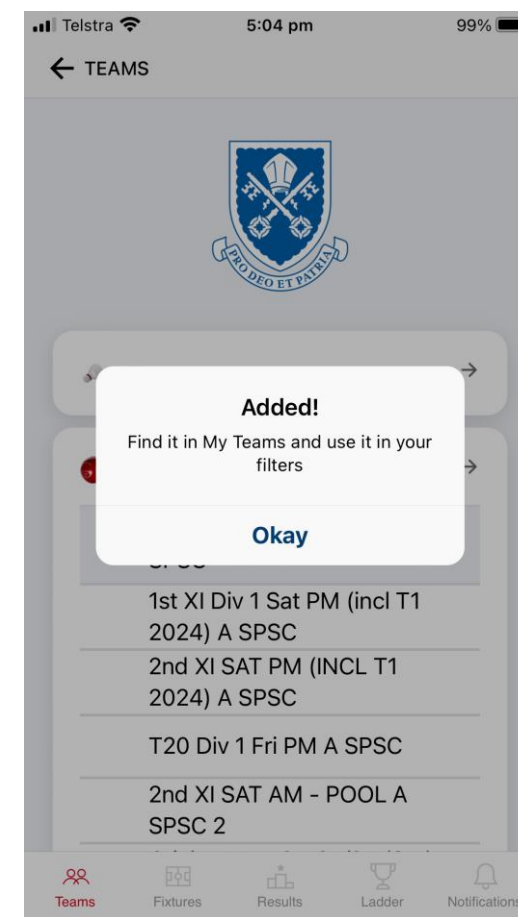 Telstra 5:04 pm 99%
TEAMS
PRO DEO ET PATRIA
Added!
Find it in My Teams and use it in your
filters
Okay
1st XI Div 1 Sat PM (incl T1
2024) A SPSC
2nd XI SAT PM (INCL T1
2024) A SPSC
T20 Div 1 Fri PM A SPSC
2nd XI SAT AM - POOL A
SPSC 2
Teams Fixtures Results Ladder Notifications